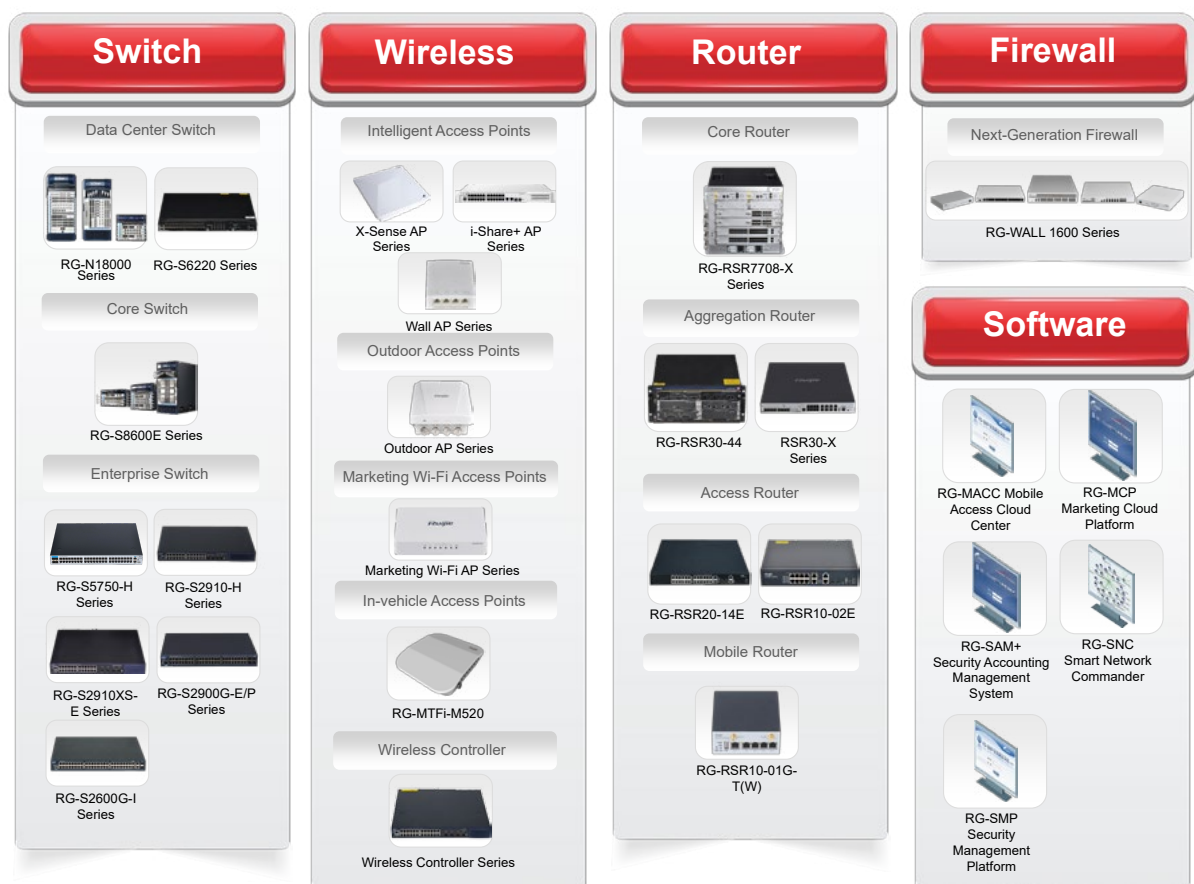 Switch
Data Center Switch
RG-N18000
Series
RG-S6220 Series
Core Switch
RG-S8600E Series
Enterprise Switch
RG-S5750-H
Series
RG-S2910-H
Series
RG-S2910XS-
E Series
RG-S2900G-E/P
Series
RG-S2600G-I
Series
Wireless
Intelligent Access Points
X-Sense AP
Series
i-Share+ AP
Series
Wall AP Series
Outdoor Access Points
Outdoor AP Series
Marketing Wi-Fi Access Points
Ruijie
Marketing Wi-Fi AP Series
In-vehicle Access Points
RG-MTFi-M520
Wireless Controller
Wireless Controller Series
Router
Core Router
RG-RSR7708-X
Series
Aggregation Router
RG-RSR30-44
Ruijie
RSR30-X
Series
Access Router
RG-RSR20-14E
RG-RSR10-02E
Mobile Router
RG-RSR10-01G-
T(W)
Firewall
Next-Generation Firewall
RG-WALL 1600 Series
Software
RG-MACC Mobile
Access Cloud
Center
RG-MCP
Marketing Cloud
Platform
RG-SAM+
Security Accounting
Management
System
RG-SNC
Smart Network
Commander
RG-SMP
Security
Management
Platform